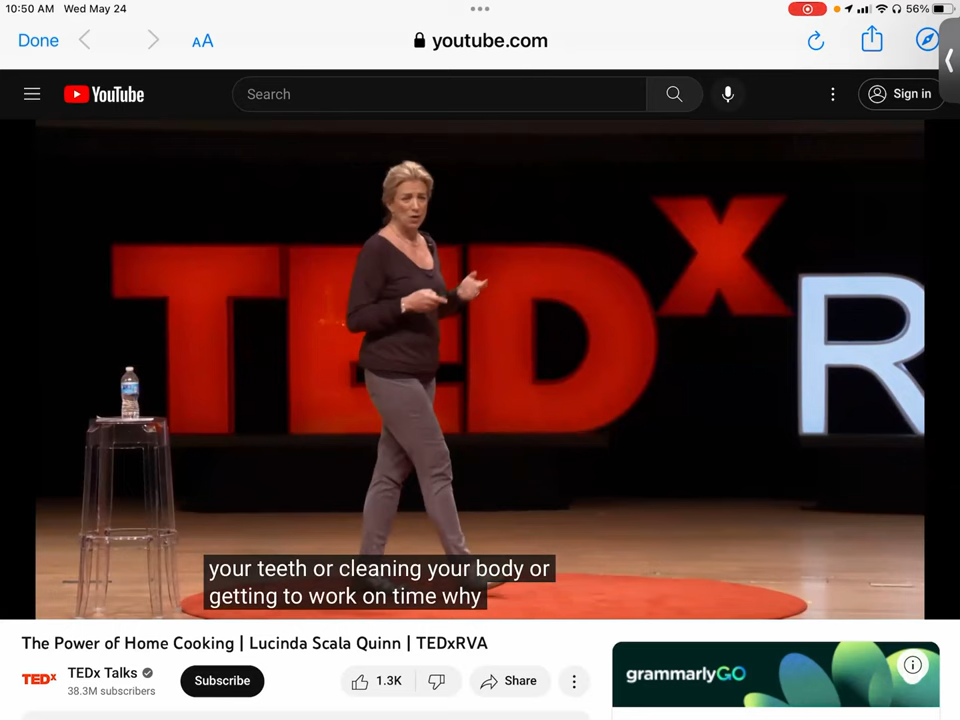 10:50 AM Wed May 24
56%
Done
AA
youtube.com
YouTube
Search
Sign in
TEDx R
your teeth or cleaning your body or
getting to work on time why
The Power of Home Cooking | Lucinda Scala Quinn | TEDxRVA
TEDx
TEDx Talks
38.3M subscribers
Subscribe
1.3K
Share
grammarlyGO